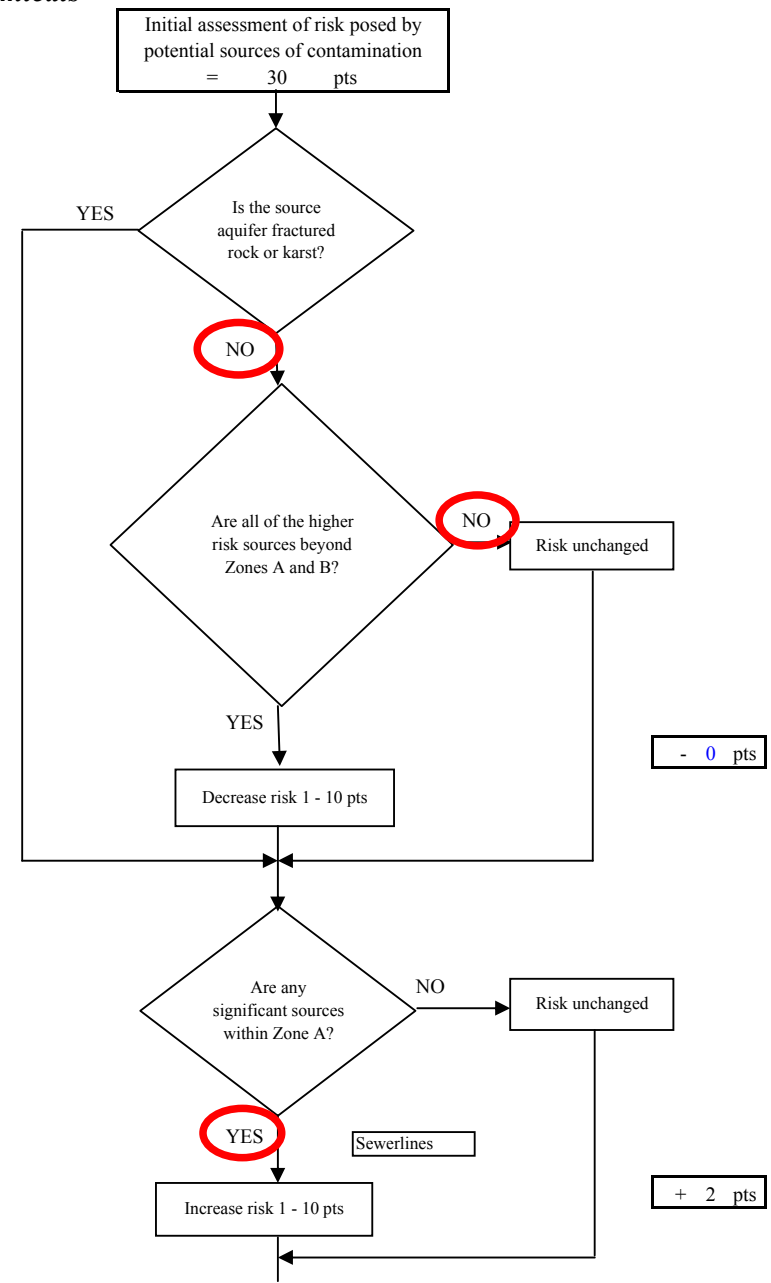 Initial assessment of risk posed by
potential sources of contamination
= 30 pts
YES
Is the source
aquifer fractured
rock or karst?
NO
Are all of the higher
risk sources beyond
Zones A and B?
NO
Risk unchanged
YES
- 0 pts
Decrease risk 1 - 10 pts
Are any
significant sources
within Zone A?
NO
Risk unchanged
YES
Sewerlines
+ 2 pts
Increase risk 1 - 10 pts